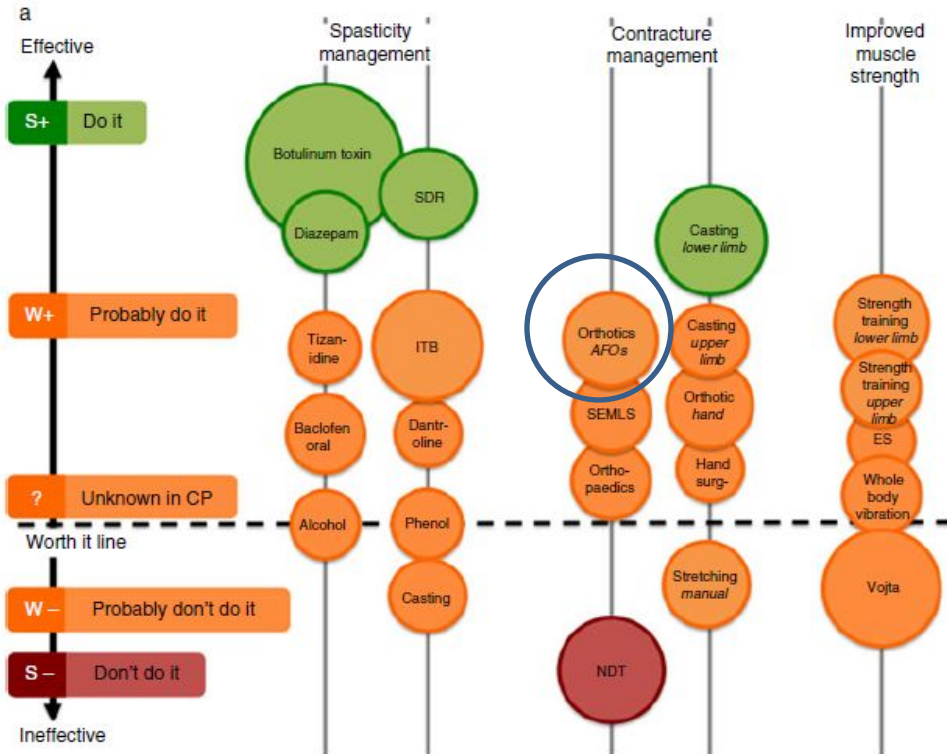 a
Effective
Spasticity
management
Contracture
management
Improved
muscle
strength
S+ Do it
Botulinum toxin
SDR
Diazepam
Casting
lower limb
W+ Probably do it
Tizan-
idine
ITB
Orthotics
AFOs
Casting
upper
limb
Strength
training
lower limb
Baclofen
oral
Dantr-
oline
SEMLS
Orthotic
hand
Strength
training
upper
limb
ES
? Unknown in CP
Ortho-
paedics
Hand
surg-
Whole
body
vibration
Alcohol
Phenol
Worth it line
W – Probably don't do it
Casting
Stretching
manual
Vojta
S – Don't do it
NDT
Ineffective